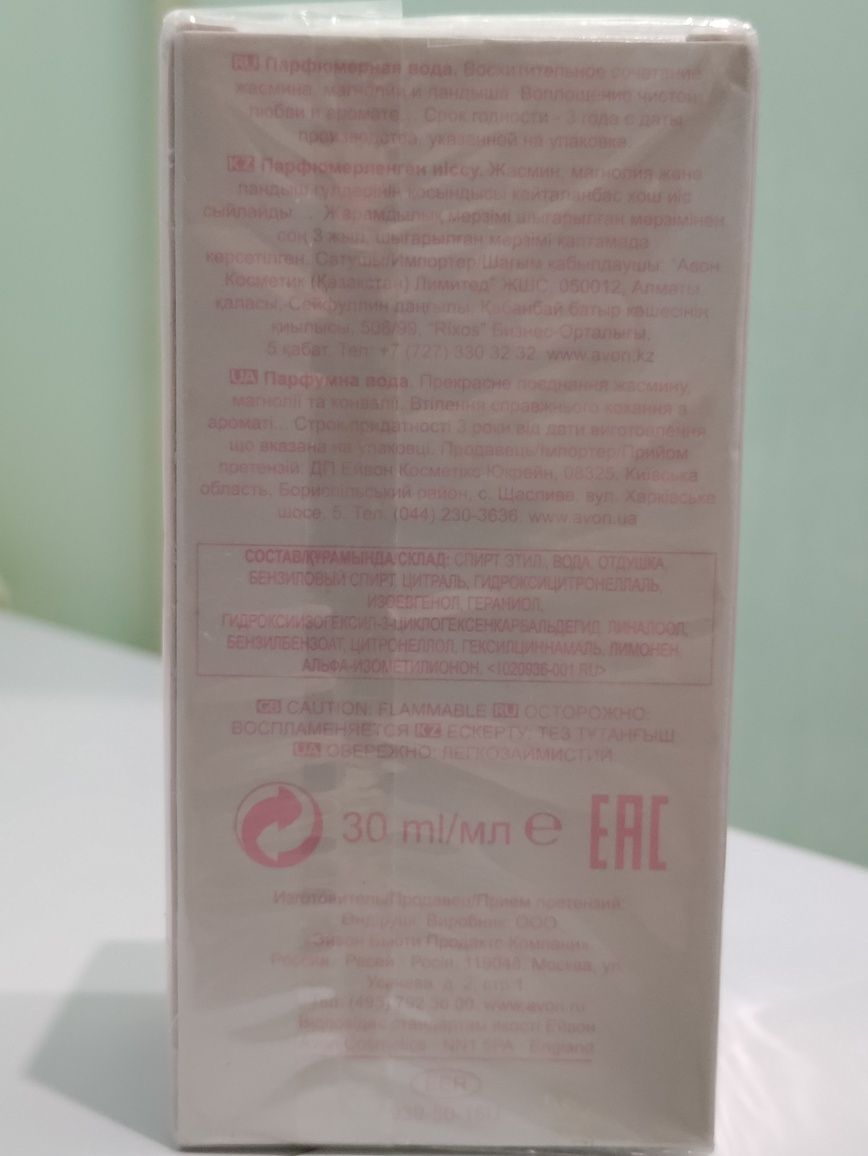 RU Парфюмерная вода. Восхитительное сочетание
жасмина, магнолии и ландыша. Воплощение чистой
любви в аромате... Срок годности - 3 года с даты
производства, указанной на упаковке.
KZ Парфюмерленген иіссу. Жасмин, магнолия және
ландыш гүлдерінің қосындысы қайталанбас хош иіс
сыйлайды... Жарамдылық мерзімі шығарылған мерзімінен
соң 3 жыл, шығарылған мерзімі қаптамада
көрсетілген. Сатушы/Импортер/Шағым қабылдаушы: "Авон
Косметик (Қазақстан) Лимитед" ЖШС, 050012, Алматы
қаласы, Сейфуллин даңғылы, Қабанбай батыр көшесінің
қиылысы, 506/99, "Rixos" Бизнес-Орталығы,
5 қабат. Тел: +7 (727) 330 32 32. www.avon.kz
UA Парфумна вода. Прекрасне поєднання жасмину,
магнолії та конвалії. Втілення справжнього кохання в
ароматі... Строк придатності 3 роки від дати виготовлення
що вказана на упаковці. Продавець/Імпортер/Прийом
претензій: ДП Ейвон Косметікс Юкрейн, 08325, Київська
область, Бориспільський район, с. Щасливе, вул. Харківське
шосе, 5. Тел. (044) 230-3636. www.avon.ua
СОСТАВ/ҚҰРАМЫНДА/СКЛАД: СПИРТ ЭТИЛ., ВОДА, ОТДУШКА,
БЕНЗИЛОВЫЙ СПИРТ, ЦИТРАЛЬ, ГИДРОКСИЦИТРОНЕЛЛАЛЬ,
ИЗОЕВГЕНОЛ, ГЕРАНИОЛ,
ГИДРОКСИИЗОГЕКСИЛ-3-ЦИКЛОГЕКСЕНКАРБАЛЬДЕГИД, ЛИНАЛООЛ,
БЕНЗИЛБЕНЗОАТ, ЦИТРОНЕЛЛОЛ, ГЕКСИЛЦИННАМАЛЬ, ЛИМОНЕН,
АЛЬФА-ИЗОМЕТИЛИОНОН. <1020936-001 RU>
GB CAUTION: FLAMMABLE RU ОСТОРОЖНО:
ВОСПЛАМЕНЯЕТСЯ KZ ЕСКЕРТУ: ТЕЗ ТҰТАНҒЫШ
UA ОБЕРЕЖНО: ЛЕГКОЗАЙМИСТИЙ
30 ml/мл e EAC
Изготовитель/Продавец/Прием претензий:
Өндіруші: Виробник: ООО
«Эйвон Бьюти Продактс Компани»
Россия Ресей Росія, 119048, Москва, ул.
Усачева, д. 2, стр.1
Тел. (495) 792 36 00. www.avon.ru
Відповідає стандартам якості Ейвон
Cosmetics NN1 5PA England